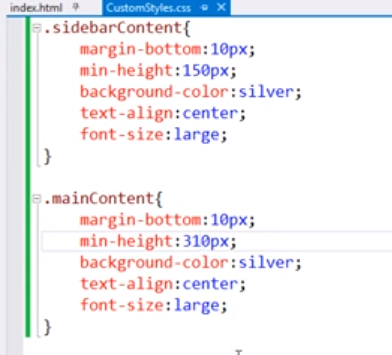 index.html CustomStyles.css
.sidebarContent{
margin-bottom:10px;
min-height:150px;
background-color:silver;
text-align:center;
font-size:large;
}
.mainContent{
margin-bottom:10px;
min-height:310px;
background-color:silver;
text-align:center;
font-size:large;
}